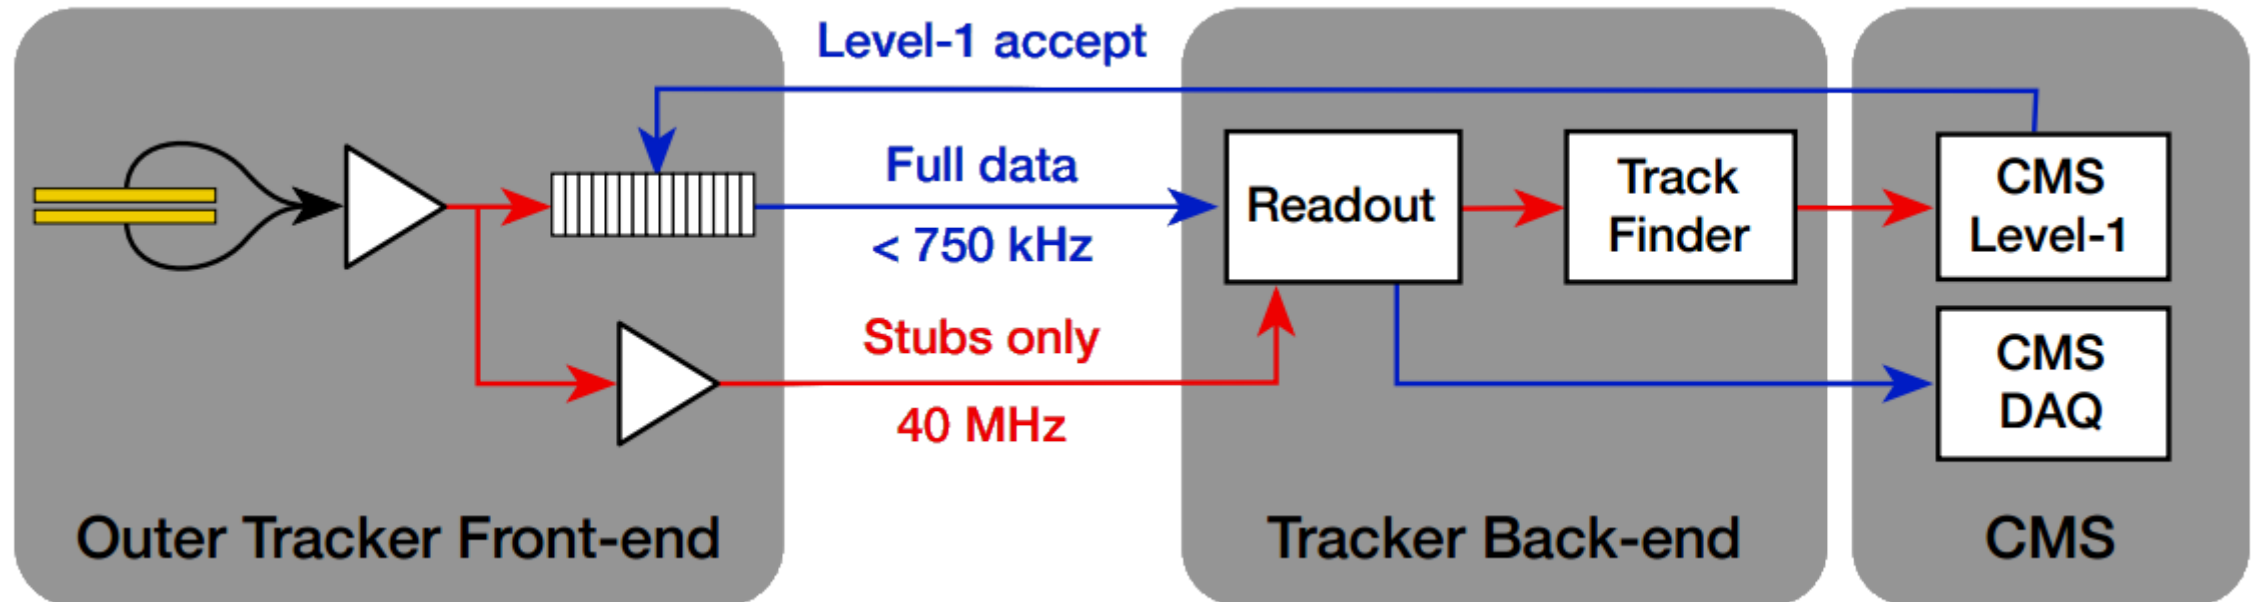 Level-1 accept
Full data
< 750 kHz
Stubs only
40 MHz
Readout
Track
Finder
CMS
Level-1
CMS
DAQ
Outer Tracker Front-end
Tracker Back-end
CMS